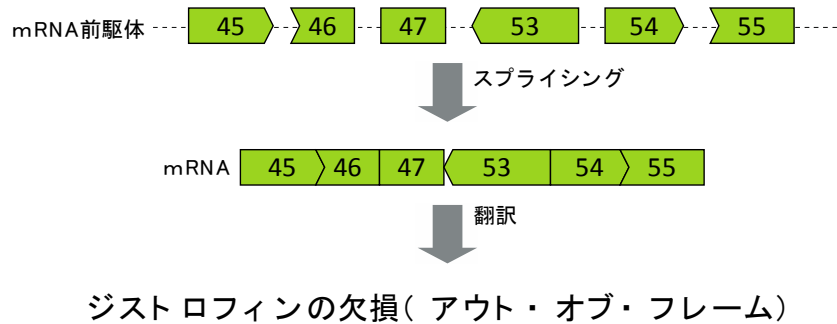 mRNA前駆体 45 46 47 53 54 55
スプライシング
mRNA 45 46 47 53 54 55
翻訳
ジストロフィンの欠損(アウト・オブ・フレーム)